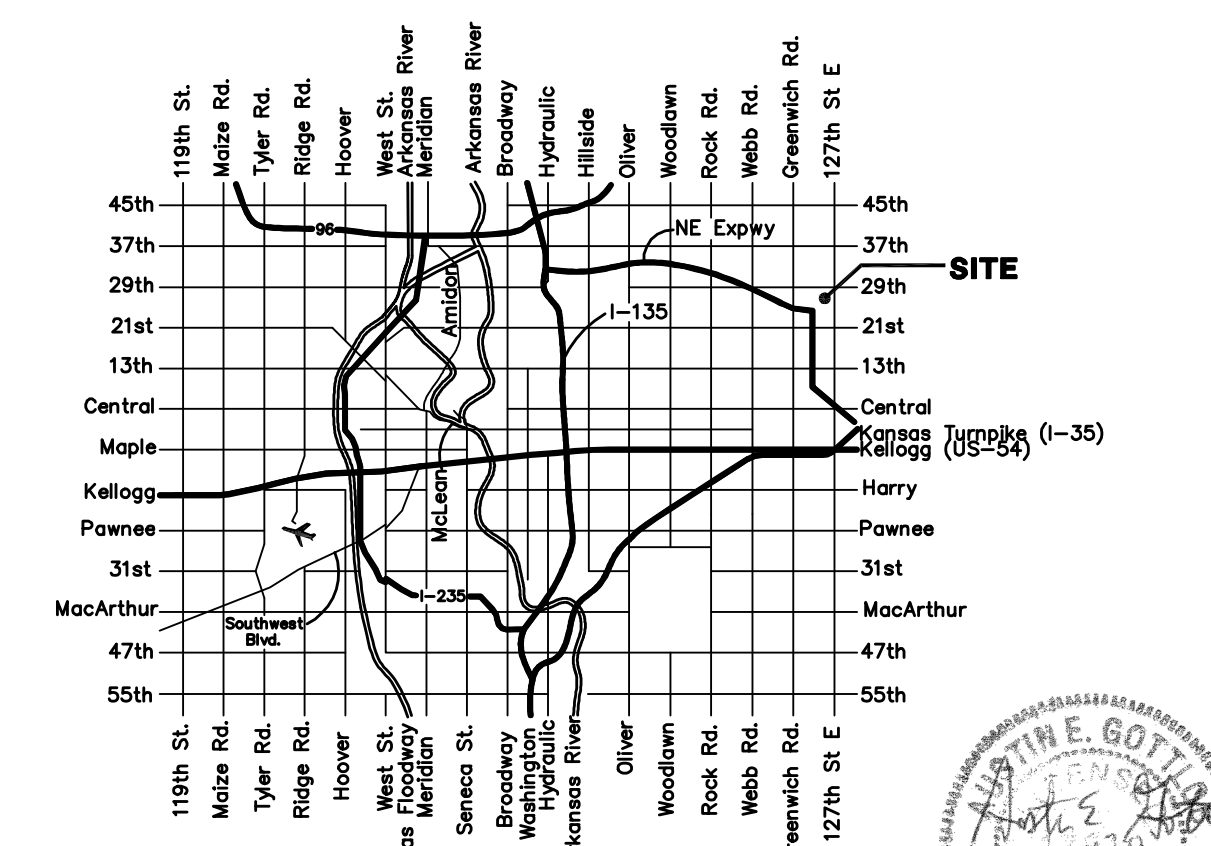 119th St.
Maize Rd.
Tyler Rd.
Ridge Rd.
Hoover
West St.
Arkansas River
Meridian
Arkansas River
Broadway
Hydraulic
Hillside
Oliver
Woodlawn
Rock Rd.
Webb Rd.
Greenwich Rd.
127th St E
45th
45th
96
NE Expwy
37th
37th
SITE
29th
29th
Amidon
I-135
21st
21st
13th
13th
Central
Central
Kansas Turnpike (I-35)
Maple
Kellogg (US-54)
Kellogg
Harry
McLean
Pawnee
Pawnee
31st
31st
I-235
MacArthur
MacArthur
Southwest
Blvd.
47th
47th
55th
55th
119th St.
Maize Rd.
Tyler Rd.
Ridge Rd.
Hoover
West St.
as Floodway
Meridian
Seneca St.
Broadway
Washington
Hydraulic
kansas River
Oliver
Woodlawn
Rock Rd.
Webb Rd.
reenwich Rd.
127th St E